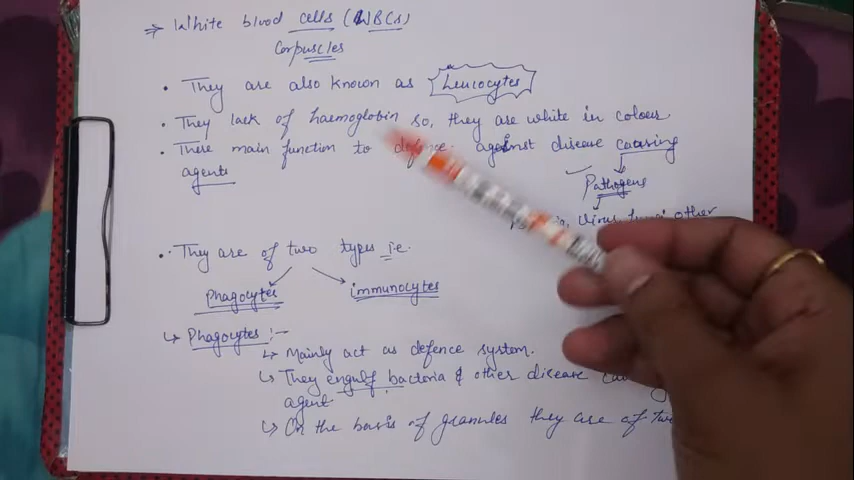 ⇒ White blood cells (WBCs)
Corpuscles
• They are also known as Leucocytes
• They lack of haemoglobin so, they are white in colour
• There main function to defence against disease causing
agents
Pathogens
Virus, fungi other
• They are of two types i.e.
Phagocytes immunocytes
↳ Phagocytes :-
↳ Mainly act as defence system.
↳ They engulf bacteria & other disease
agent.
↳ On the basis of granules they are of